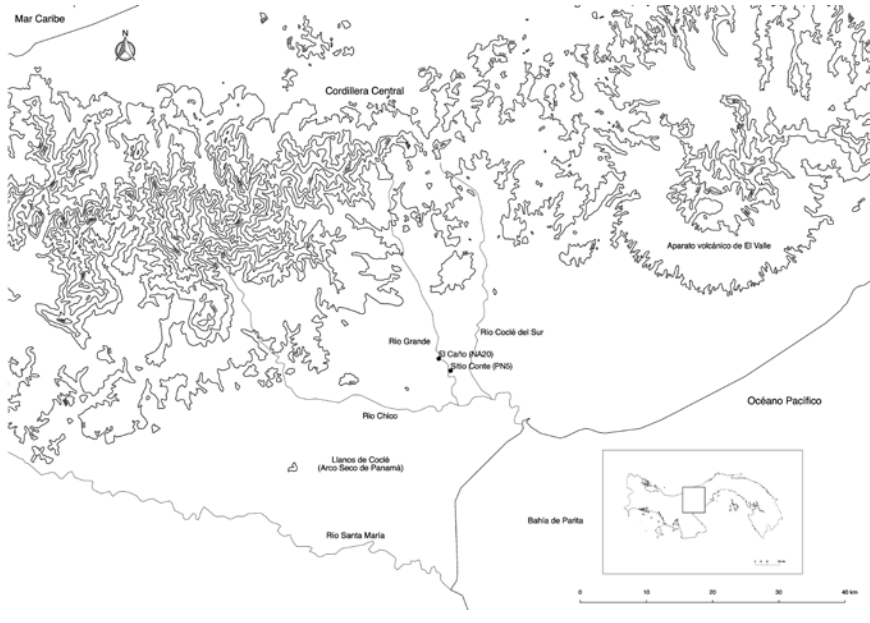 Mar Caribe
N
Cordillera Central
Aparato volcánico de El Valle
Río Grande
Río Coclé del Sur
El Caño (NA20)
Sitio Conte (PN5)
Océano Pacífico
Río Chico
Llanos de Coclé
(Arco Seco de Panamá)
Bahía de Parita
Río Santa María
0 10 20 30 40 km